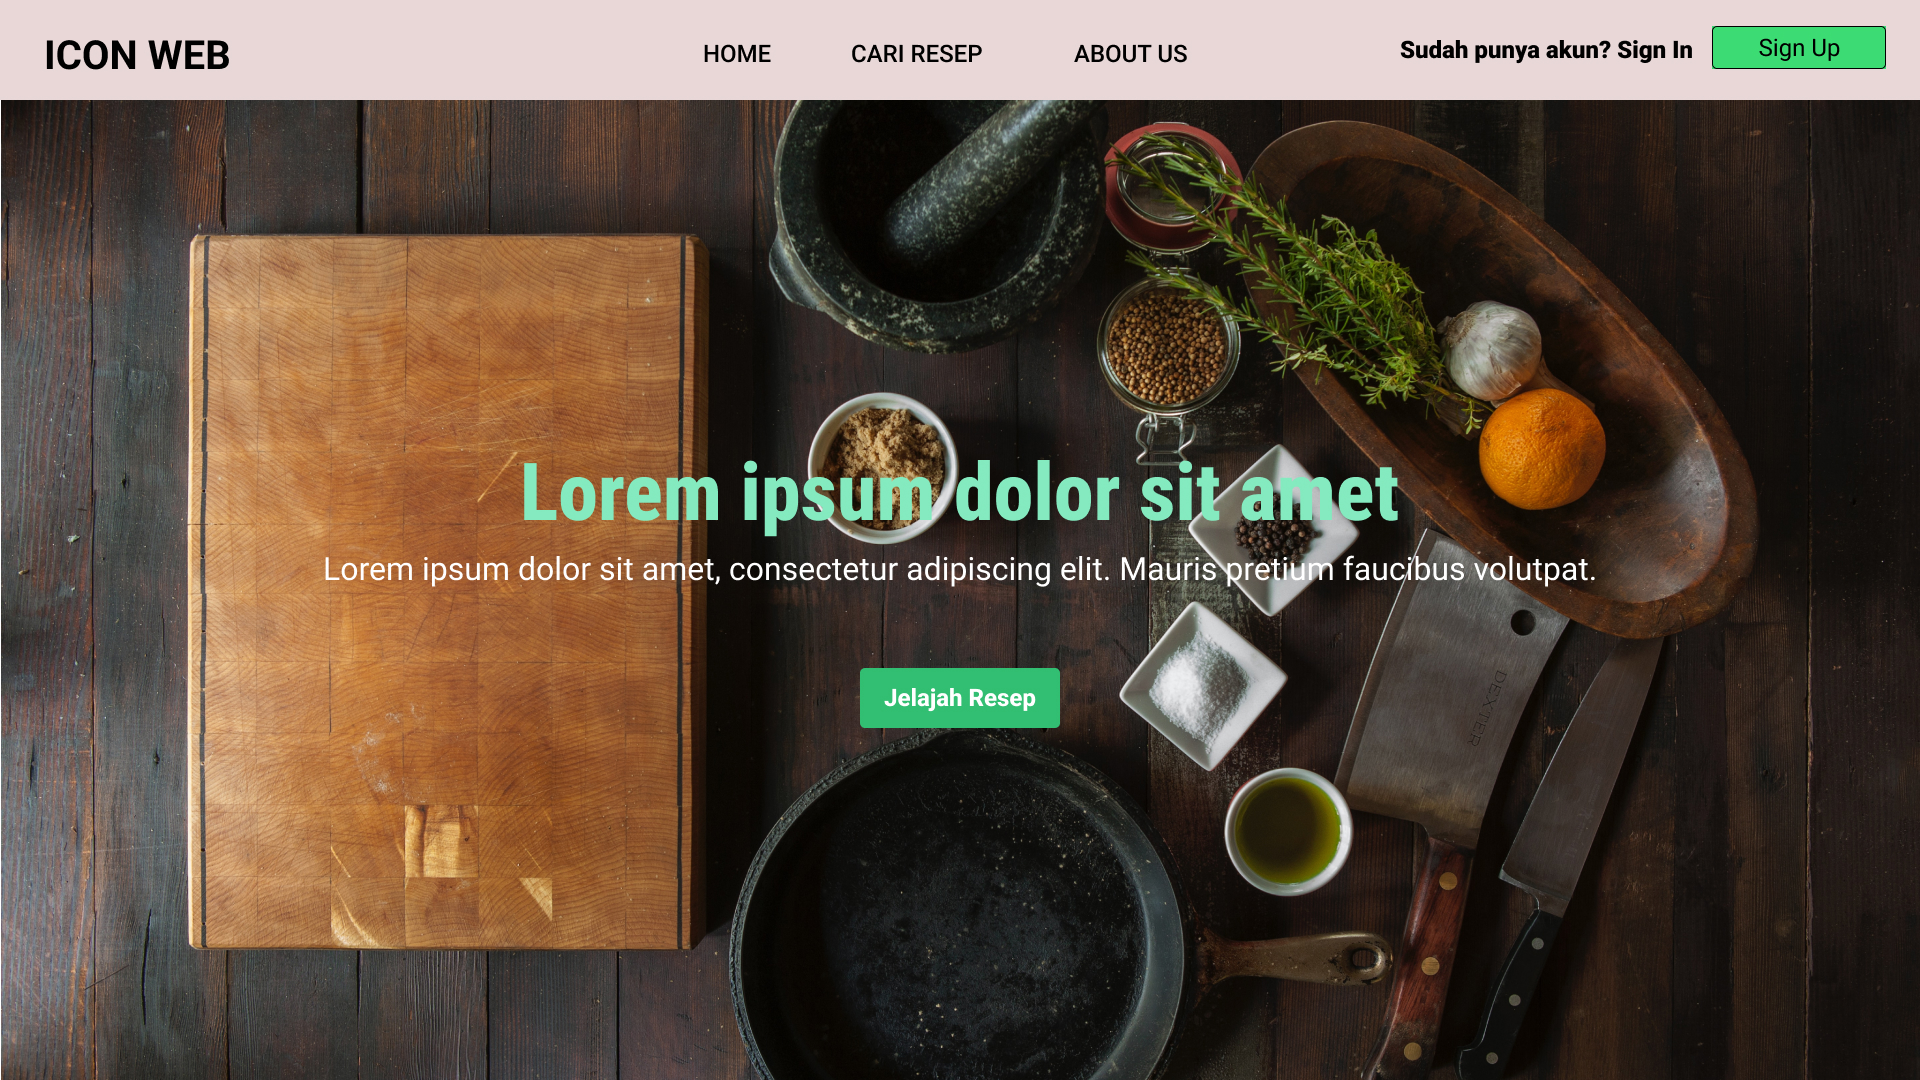 ICON WEB
HOME
CARI RESEP
ABOUT US
Sudah punya akun? Sign In
Sign Up
Lorem ipsum dolor sit amet
Lorem ipsum dolor sit amet, consectetur adipiscing elit. Mauris pretium faucibus volutpat.
DEXTER
Jelajah Resep